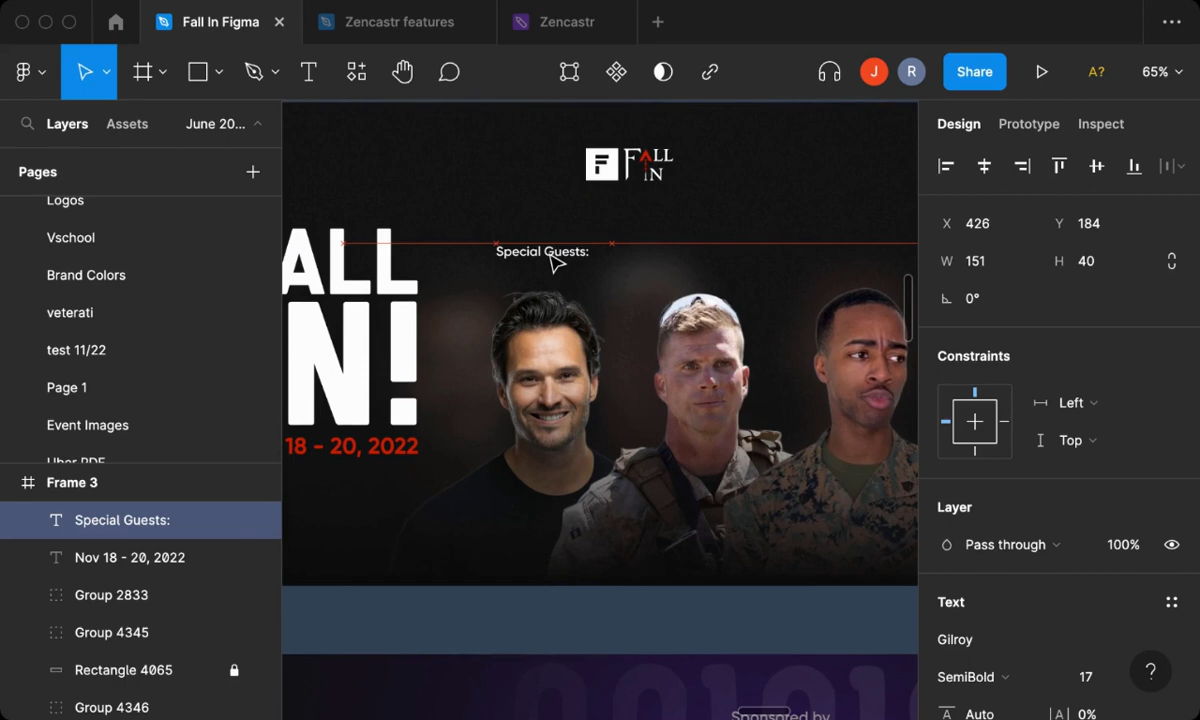 Fall In Figma
Zencastr features
Zencastr
J
R
Share
A?
65%
Layers
Assets
June 20...
Design
Prototype
Inspect
Pages
Logos
Vschool
Brand Colors
veterati
test 11/22
Page 1
Event Images
Uber PDF
Frame 3
Special Guests:
Nov 18 - 20, 2022
Group 2833
Group 4345
Rectangle 4065
Group 4346
F
FALL
IN
ALL
N!
18 - 20, 2022
Special Guests:
Sponsored by
X 426
Y 184
W 151
H 40
0°
Constraints
Left
Top
Layer
Pass through
100%
Text
Gilroy
SemiBold
17
A Auto
|A| 0%
?